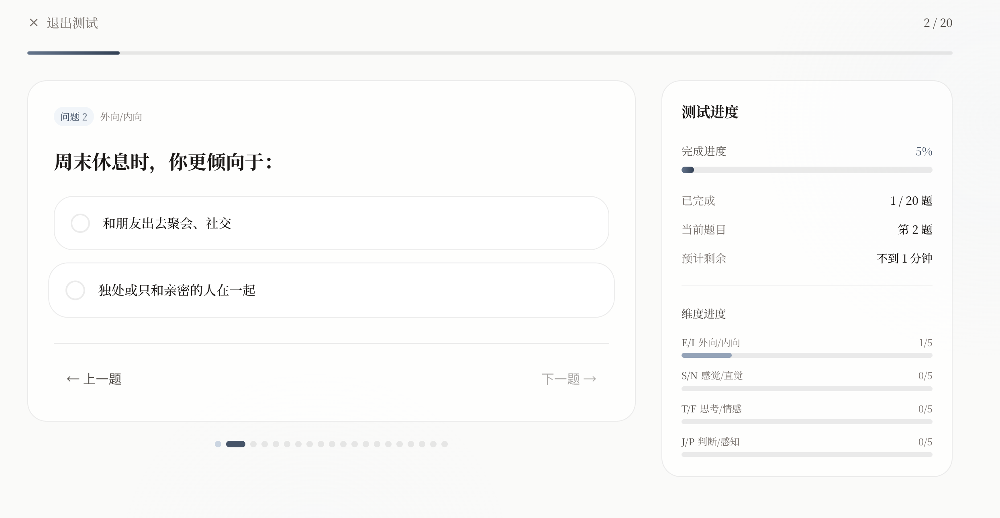 × 退出测试
2 / 20
问题 2 外向/内向
周末休息时，你更倾向于：
和朋友出去聚会、社交
独处或只和亲密的人在一起
← 上一题
下一题 →
测试进度
完成进度 5%
已完成 1 / 20 题
当前题目 第 2 题
预计剩余 不到 1 分钟
维度进度
E/I 外向/内向 1/5
S/N 感觉/直觉 0/5
T/F 思考/情感 0/5
J/P 判断/感知 0/5